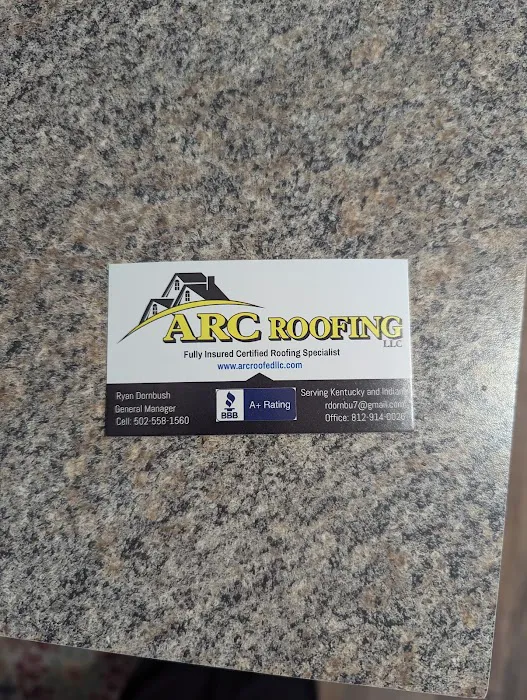 ARC ROOFING
LLC
Fully Insured Certified Roofing Specialist
www.arcroofedllc.com
Ryan Dornbush
General Manager
Cell: 502-558-1560
BBB
A+ Rating
Serving Kentucky and Indiana
rdornbu7@gmail.com
Office: 812-914-0026